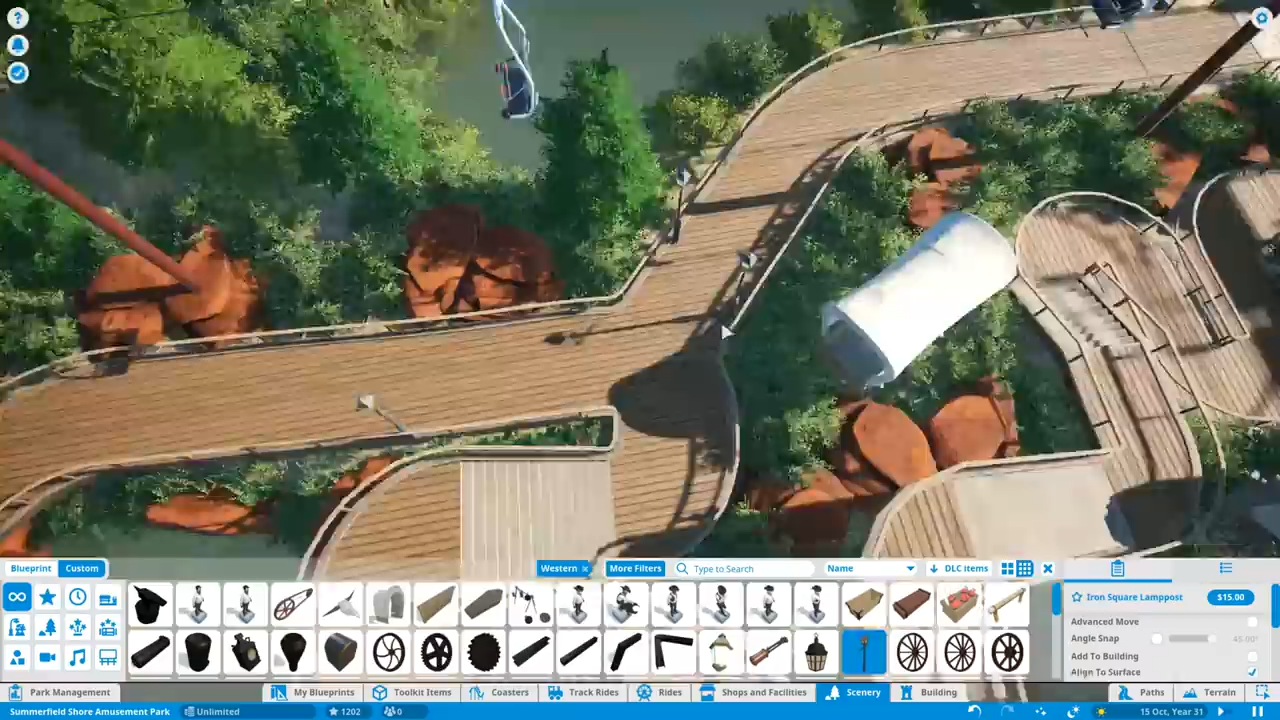 Blueprint
Custom
Western ×
More Filters
Type to Search
Name
DLC Items
Iron Square Lamppost
$15.00
Advanced Move
Angle Snap
45.00°
Add To Building
Align To Surface
Park Management
My Blueprints
Toolkit Items
Coasters
Track Rides
Rides
Shops and Facilities
Scenery
Building
Paths
Terrain
Summerfield Shore Amusement Park
Unlimited
1202
0
15 Oct, Year 31